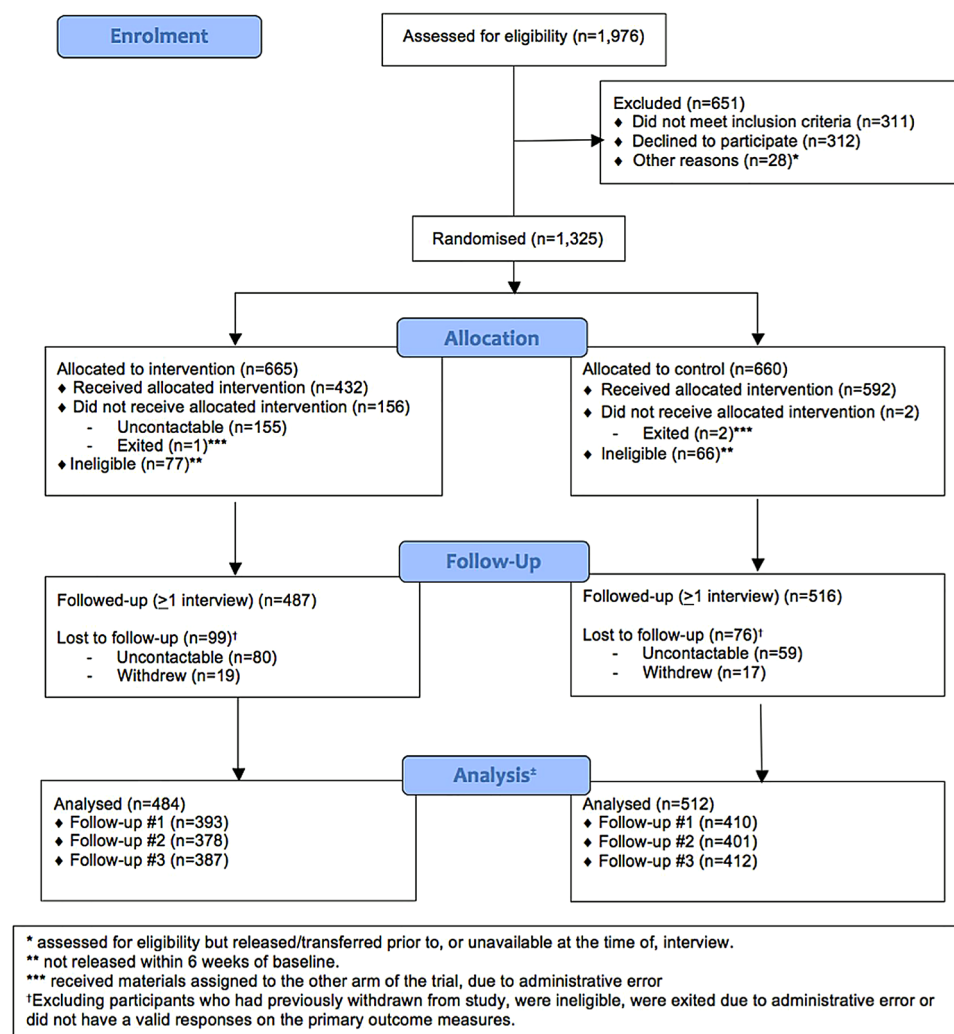 Enrolment
Assessed for eligibility (n=1,976)
Excluded (n=651)
♦ Did not meet inclusion criteria (n=311)
♦ Declined to participate (n=312)
♦ Other reasons (n=28)*
Randomised (n=1,325)
Allocation
Allocated to intervention (n=665)
♦ Received allocated intervention (n=432)
♦ Did not receive allocated intervention (n=156)
- Uncontactable (n=155)
- Exited (n=1)***
♦ Ineligible (n=77)**
Allocated to control (n=660)
♦ Received allocated intervention (n=592)
♦ Did not receive allocated intervention (n=2)
- Exited (n=2)***
♦ Ineligible (n=66)**
Follow-Up
Followed-up (≥1 interview) (n=487)
Lost to follow-up (n=99)†
- Uncontactable (n=80)
- Withdrew (n=19)
Followed-up (≥1 interview) (n=516)
Lost to follow-up (n=76)†
- Uncontactable (n=59)
- Withdrew (n=17)
Analysis±
Analysed (n=484)
♦ Follow-up #1 (n=393)
♦ Follow-up #2 (n=378)
♦ Follow-up #3 (n=387)
Analysed (n=512)
♦ Follow-up #1 (n=410)
♦ Follow-up #2 (n=401)
♦ Follow-up #3 (n=412)
* assessed for eligibility but released/transferred prior to, or unavailable at the time of, interview.
** not released within 6 weeks of baseline.
*** received materials assigned to the other arm of the trial, due to administrative error
†Excluding participants who had previously withdrawn from study, were ineligible, were exited due to administrative error or
did not have a valid responses on the primary outcome measures.